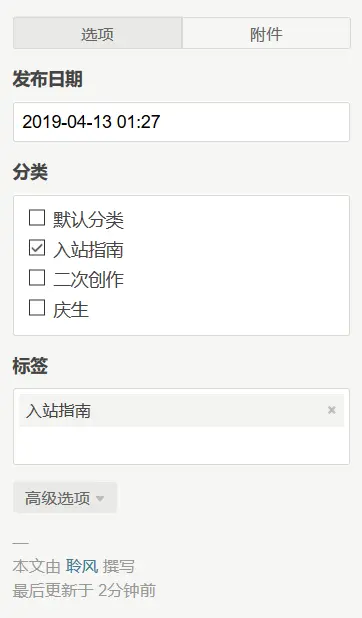 选项 附件
发布日期
2019-04-13 01:27
分类
默认分类
入站指南
二次创作
庆生
标签
入站指南 ×
高级选项
—
本文由 聆风 撰写
最后更新于 2分钟前